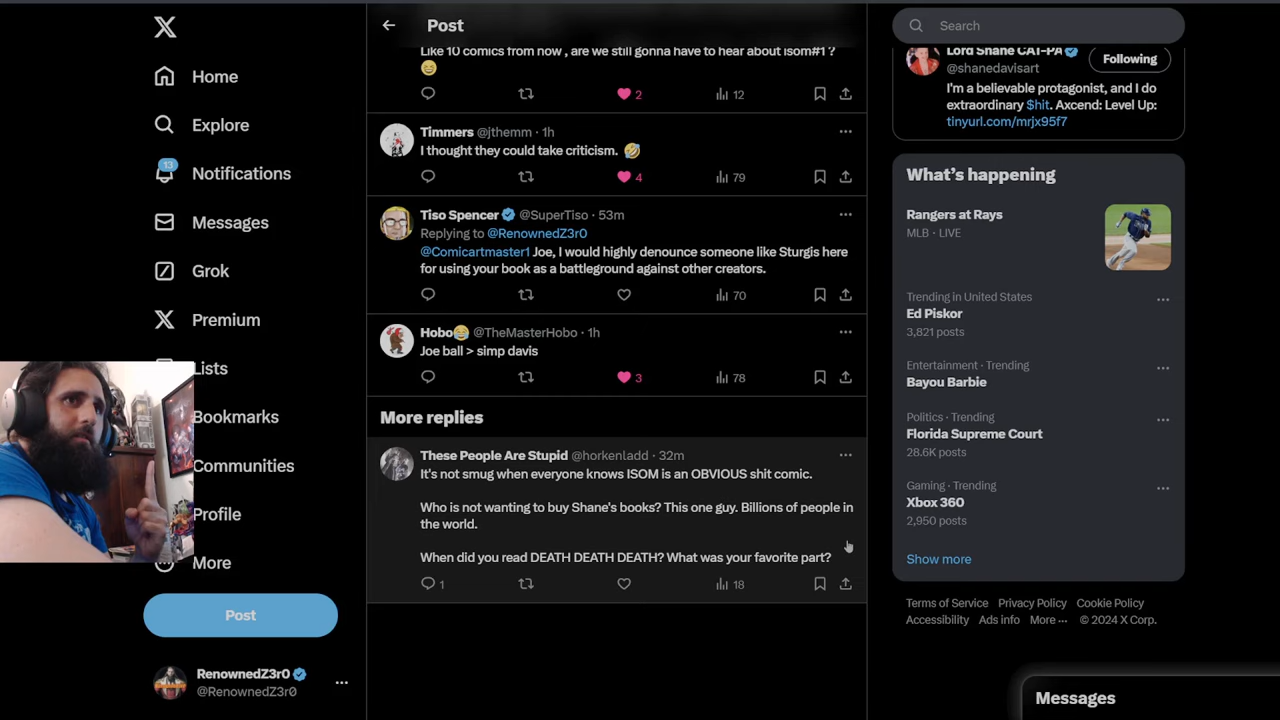 Home
Explore
13
Notifications
Messages
Grok
Premium
Lists
Bookmarks
Communities
Profile
More
Post
RenownedZ3r0
@RenownedZ3r0
Post
Like 10 comics from now , are we still gonna have to hear about isom#1 ?
2
12
Timmers @jthemm · 1h
I thought they could take criticism.
4
79
Tiso Spencer @SuperTiso · 53m
Replying to @RenownedZ3r0
@Comicartmaster1 Joe, I would highly denounce someone like Sturgis here
for using your book as a battleground against other creators.
70
Hobo @TheMasterHobo · 1h
Joe ball > simp davis
3
78
More replies
These People Are Stupid @horkenladd · 32m
It's not smug when everyone knows ISOM is an OBVIOUS shit comic.
Who is not wanting to buy Shane's books? This one guy. Billions of people in
the world.
When did you read DEATH DEATH DEATH? What was your favorite part?
1
18
Search
Lord Shane CAT-PA
@shanedavisart
Following
I'm a believable protagonist, and I do
extraordinary $hit. Axcend: Level Up:
tinyurl.com/mrjx95f7
What's happening
Rangers at Rays
MLB · LIVE
Trending in United States
Ed Piskor
3,821 posts
Entertainment · Trending
Bayou Barbie
Politics · Trending
Florida Supreme Court
28.6K posts
Gaming · Trending
Xbox 360
2,950 posts
Show more
Terms of Service Privacy Policy Cookie Policy
Accessibility Ads info More ··· © 2024 X Corp.
Messages